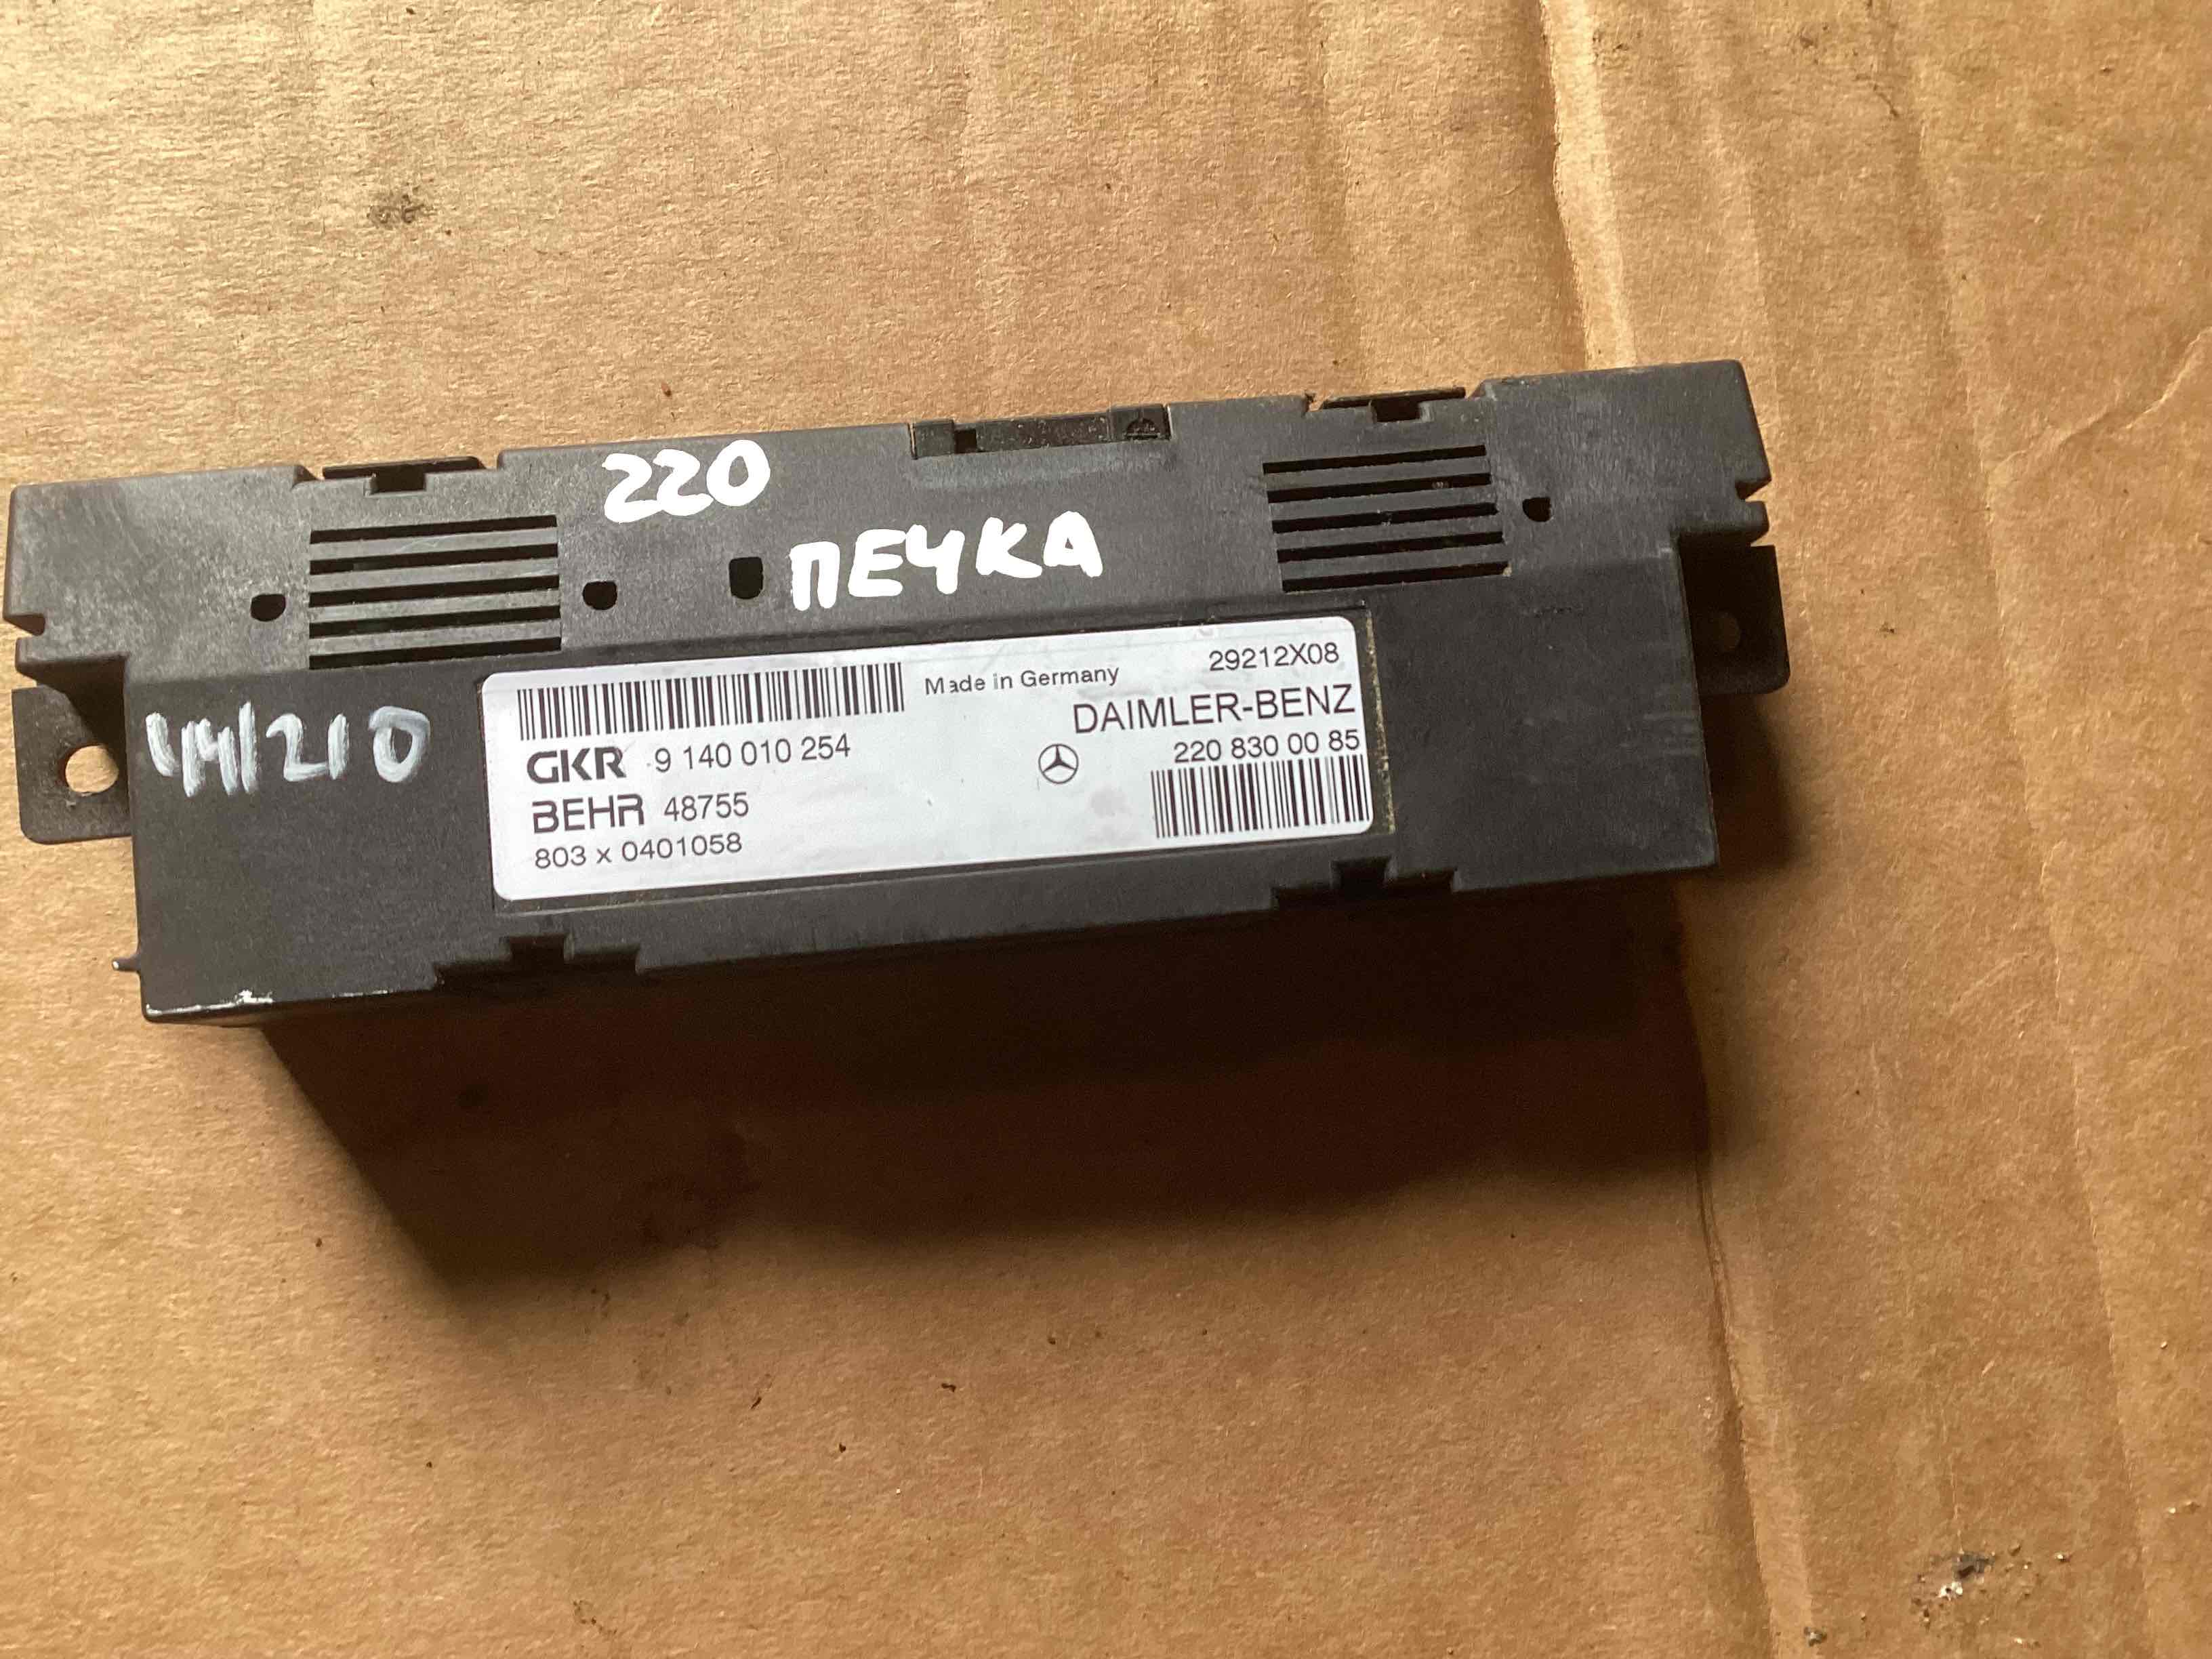 220
ПЕЧКА
Made in Germany
29212X08
DAIMLER-BENZ
GKR 9 140 010 254
220 830 00 85
BEHR 48755
803 x 0401058